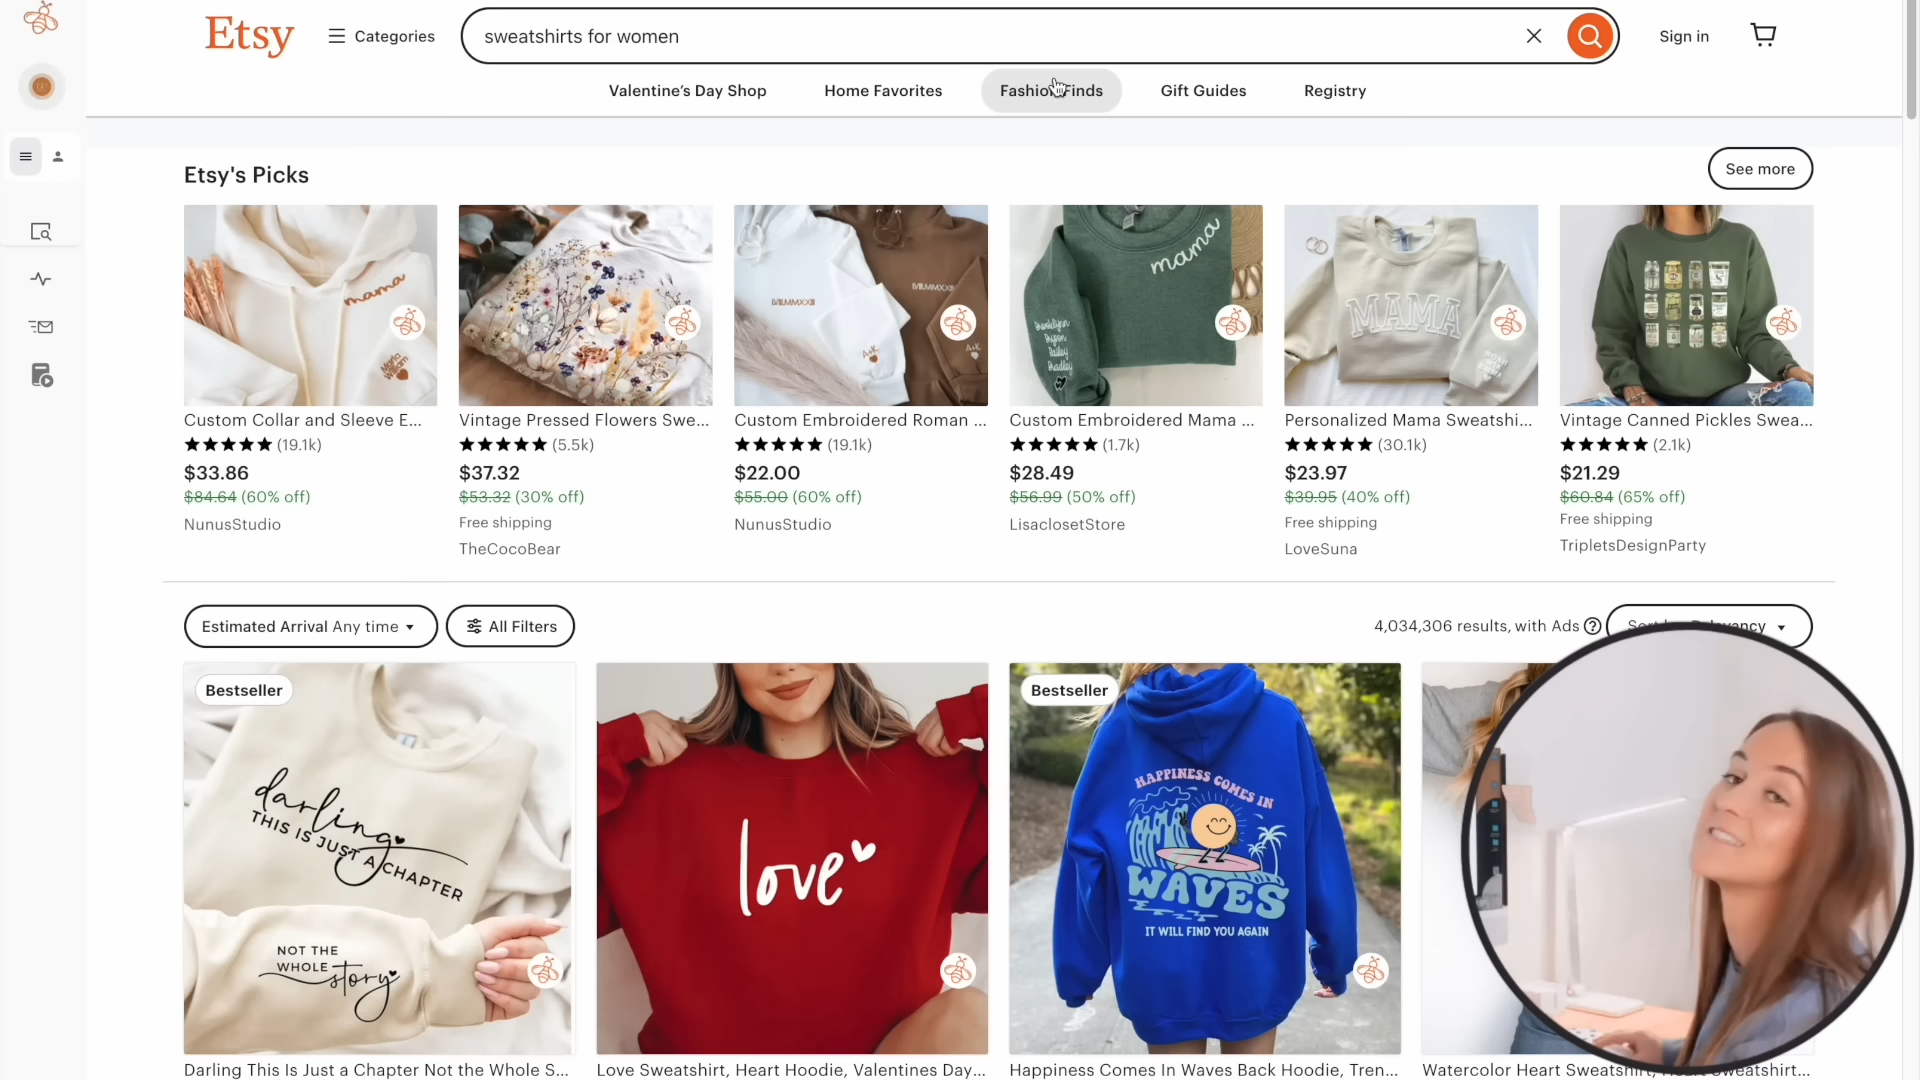 Etsy
Categories
sweatshirts for women
Sign in
Valentine's Day Shop
Home Favorites
Fashion Finds
Gift Guides
Registry
Etsy's Picks
See more
mama
MAMA
mama
Custom Collar and Sleeve E...
(19.1k)
$33.86
$84.64 (60% off)
NunusStudio
Vintage Pressed Flowers Swe...
(5.5k)
$37.32
$53.32 (30% off)
Free shipping
TheCocoBear
Custom Embroidered Roman ...
(19.1k)
$22.00
$55.00 (60% off)
NunusStudio
Custom Embroidered Mama ...
(1.7k)
$28.49
$56.99 (50% off)
LisaclosetStore
Personalized Mama Sweatshi...
(30.1k)
$23.97
$39.95 (40% off)
Free shipping
LoveSuna
Vintage Canned Pickles Swea...
(2.1k)
$21.29
$60.84 (65% off)
Free shipping
TripletsDesignParty
Estimated Arrival Any time
All Filters
4,034,306 results, with Ads
Bestseller
darling
THIS IS JUST A CHAPTER
NOT THE
WHOLE story
love
Bestseller
HAPPINESS COMES IN
WAVES
IT WILL FIND YOU AGAIN
Darling This Is Just a Chapter Not the Whole S...
Love Sweatshirt, Heart Hoodie, Valentines Day...
Happiness Comes In Waves Back Hoodie, Tren...
Watercolor Heart Sweatshirt, Heart Sweatshirt...